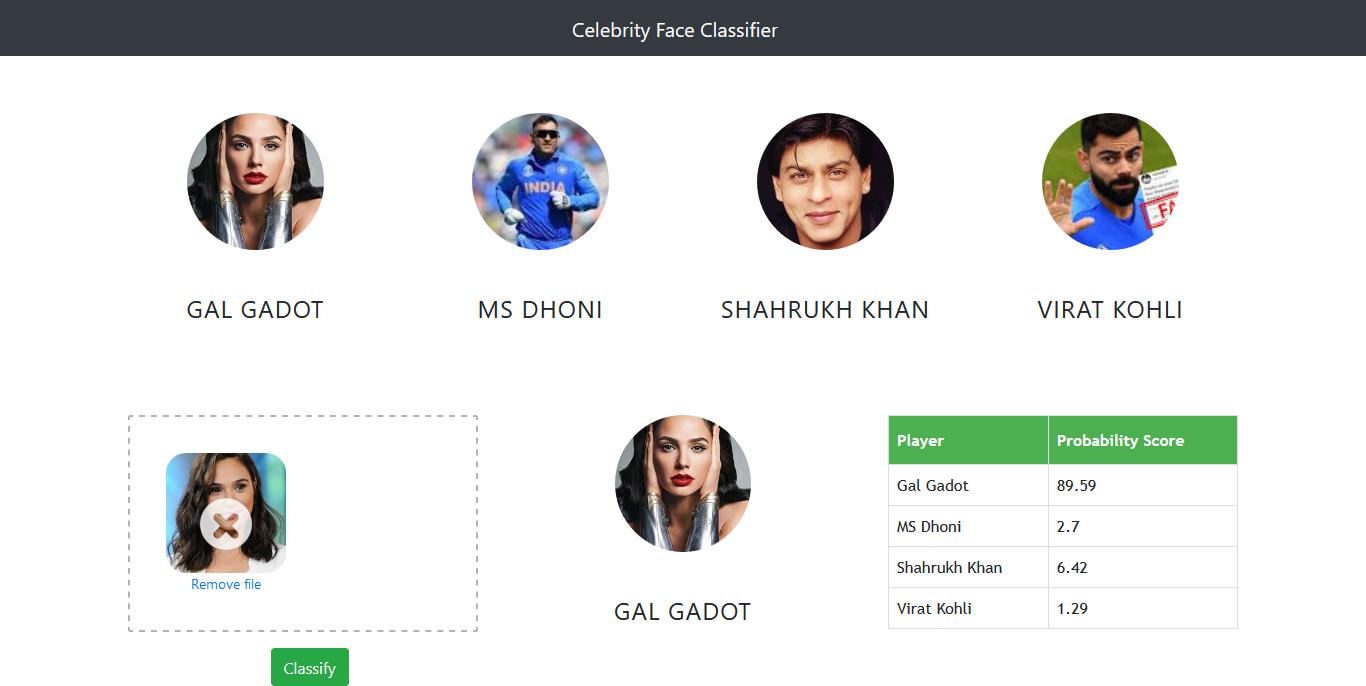 Celebrity Face Classifier
INDIA
FA
GAL GADOT
MS DHONI
SHAHRUKH KHAN
VIRAT KOHLI
Remove file
Classify
GAL GADOT
Player Probability Score
Gal Gadot 89.59
MS Dhoni 2.7
Shahrukh Khan 6.42
Virat Kohli 1.29